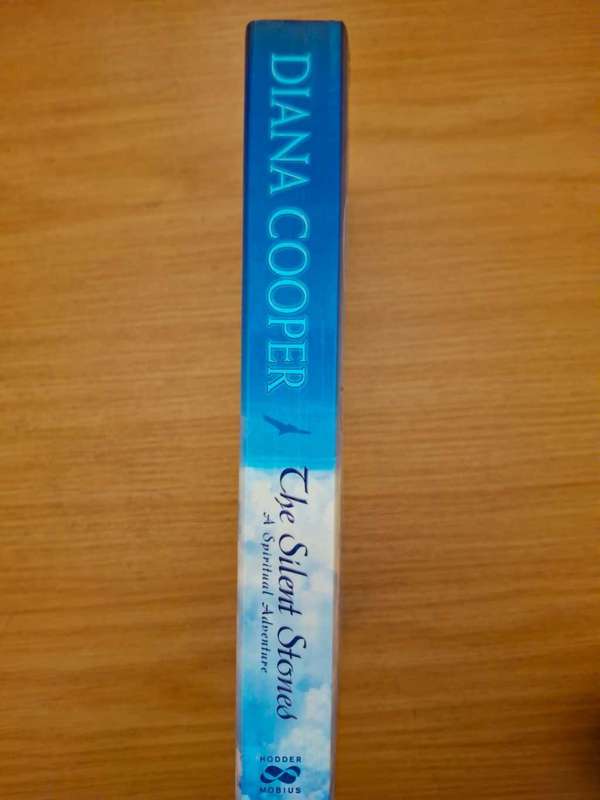 DIANA COOPER
The Silent Stones
A Spiritual Adventure
HODDER
MOBIUS